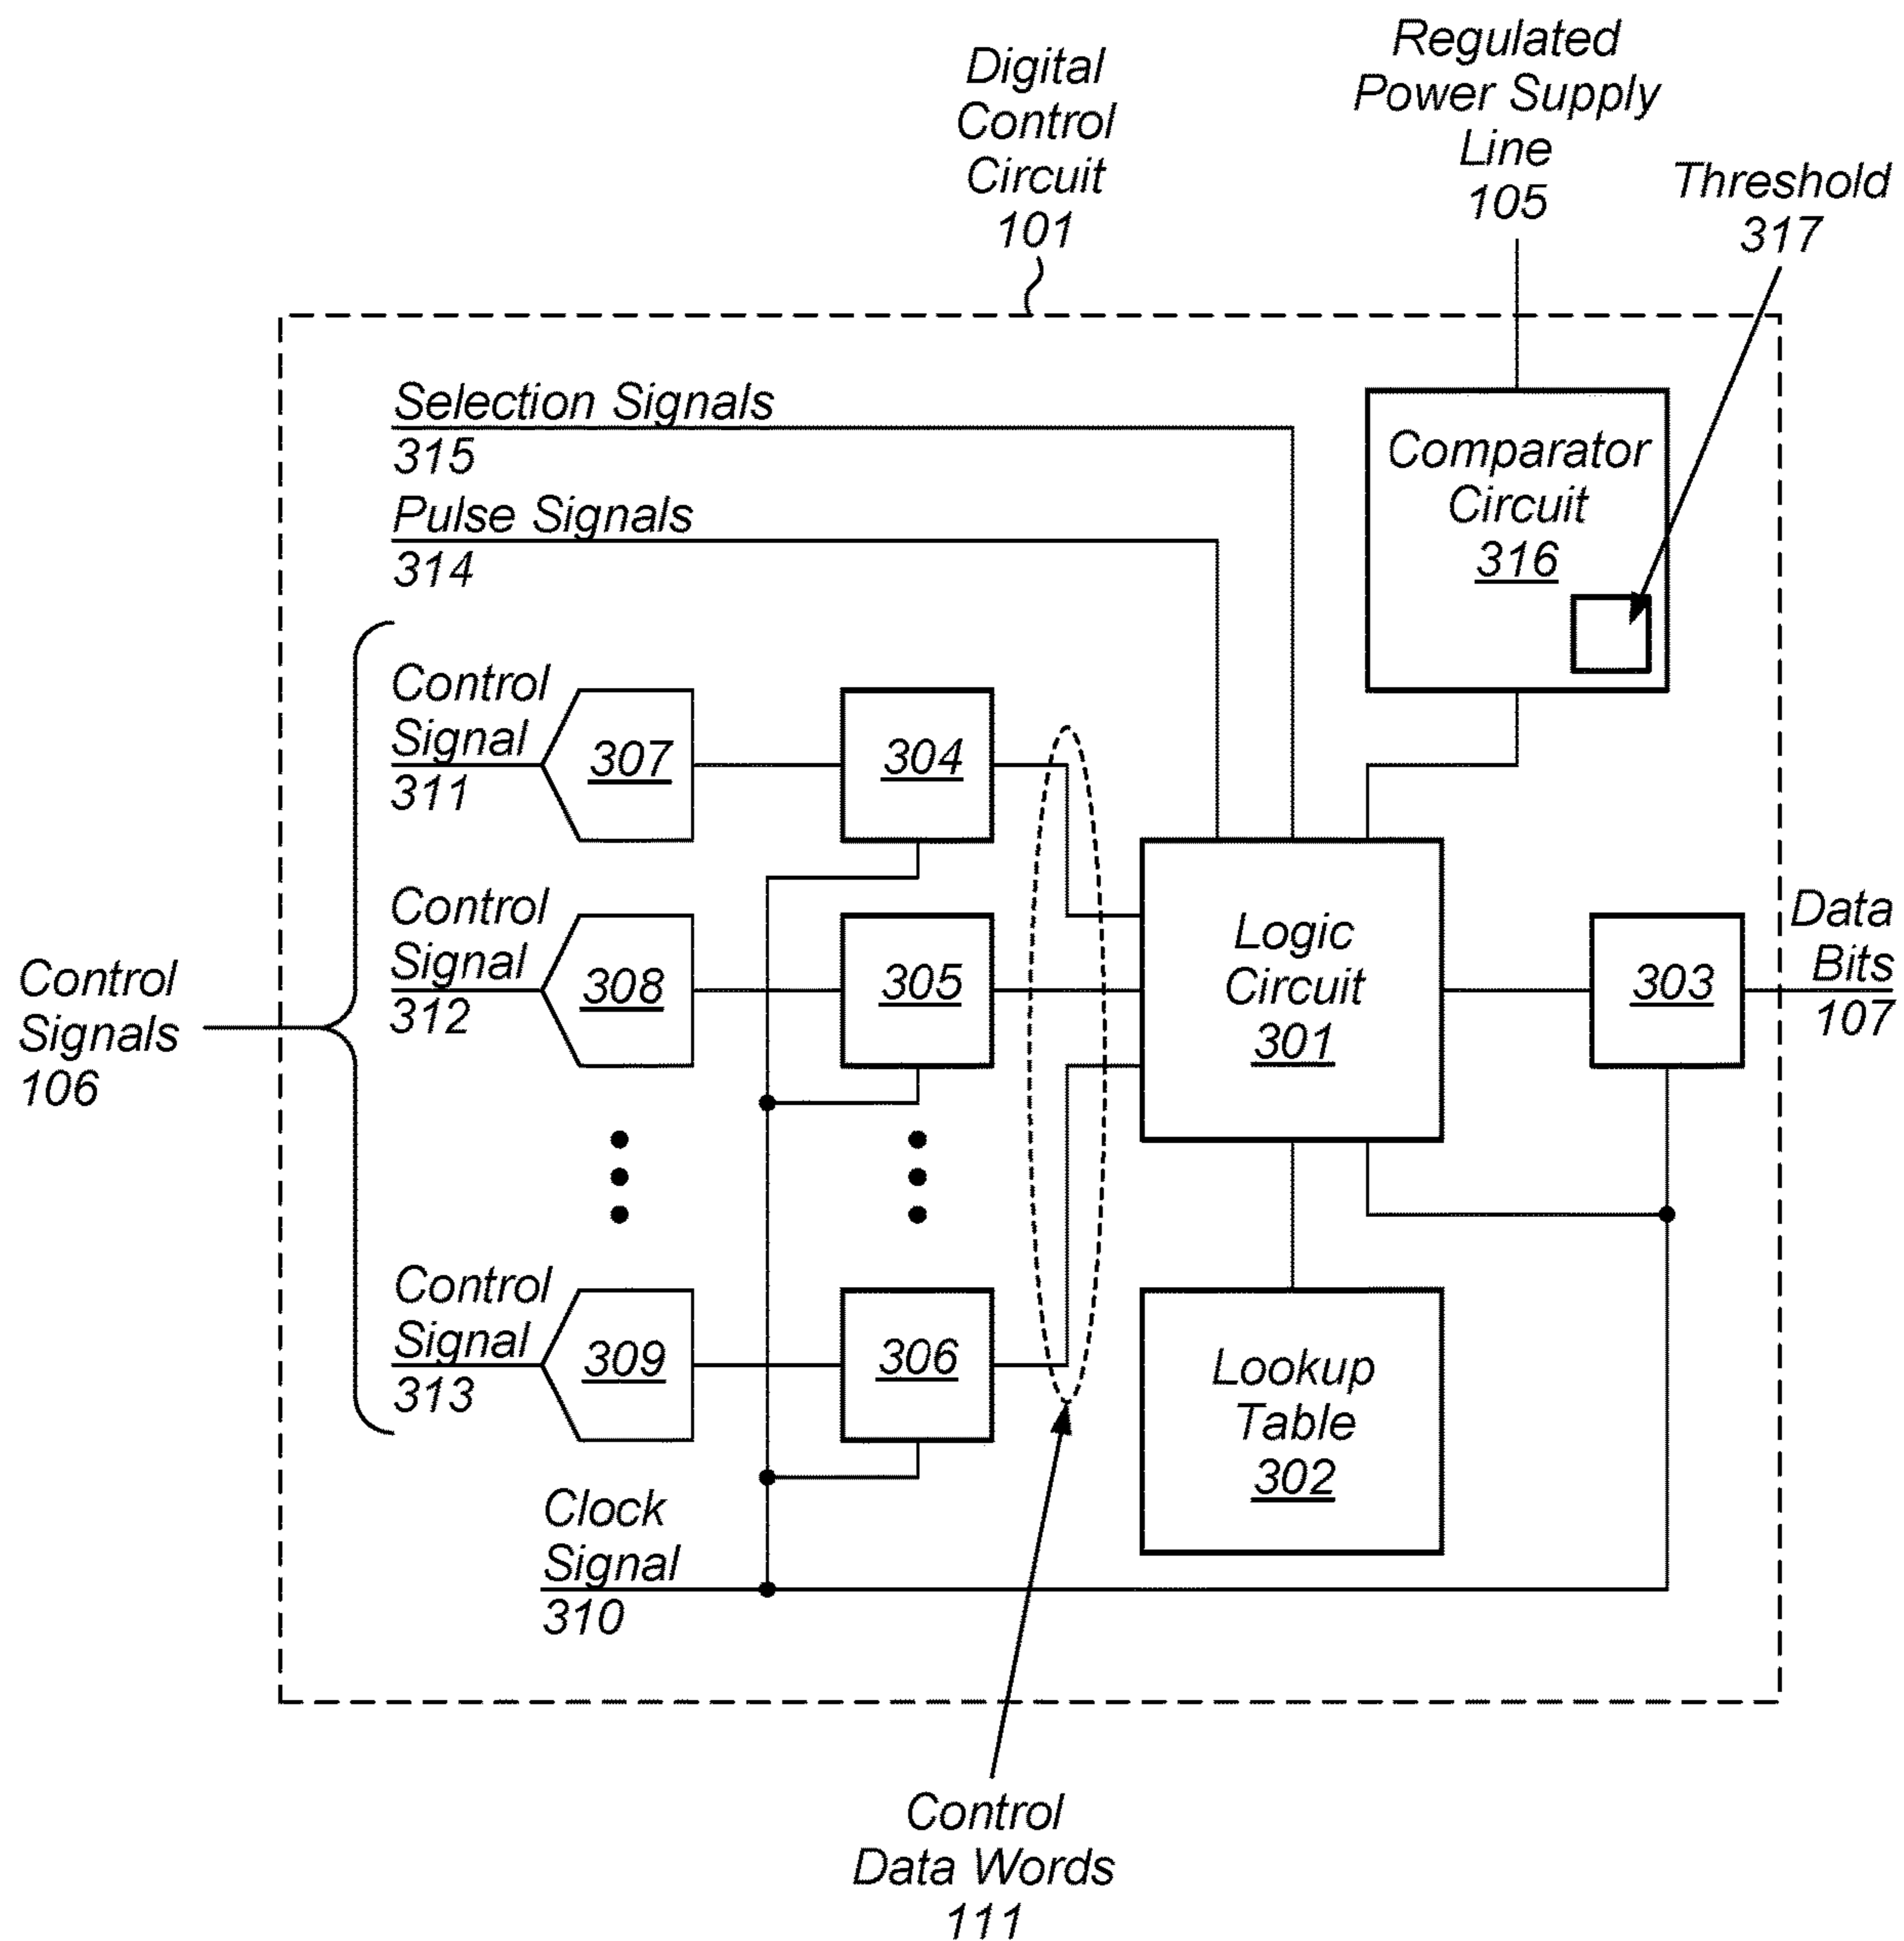 Digital
Control
Circuit
101
Regulated
Power Supply
Line
105
Threshold
317
Selection Signals
315
Pulse Signals
314
Comparator
Circuit
316
Control
Signal
311
307
304
Control
Signal
312
308
305
Logic
Circuit
301
303
Data
Bits
107
Control
Signals
106
Control
Signal
313
309
306
Lookup
Table
302
Clock
Signal
310
Control
Data Words
111